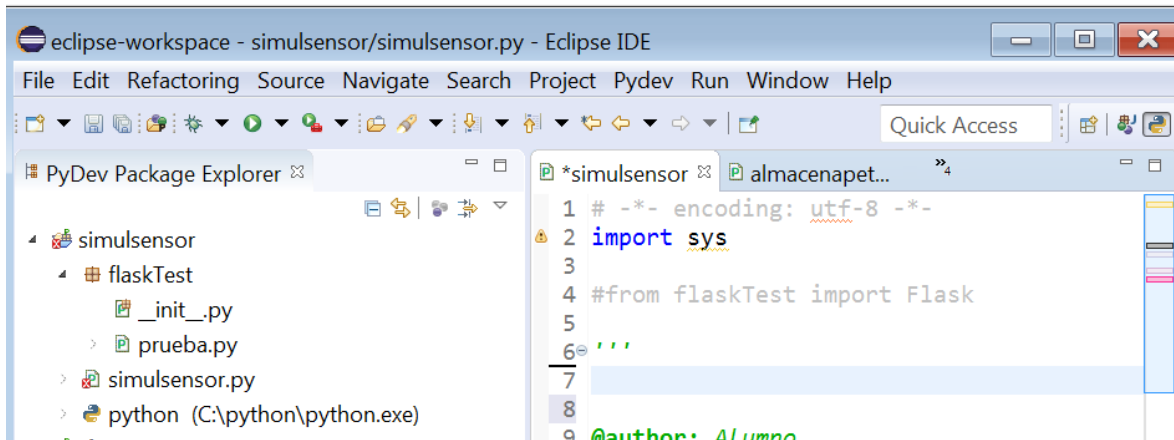 eclipse-workspace - simulsensor/simulsensor.py - Eclipse IDE
File Edit Refactoring Source Navigate Search Project Pydev Run Window Help
Quick Access
PyDev Package Explorer
simulsensor
flaskTest
__init__.py
prueba.py
simulsensor.py
python (C:\python\python.exe)
*simulsensor almacenapet... »4
1 # -*- encoding: utf-8 -*-
2 import sys
3
4 #from flaskTest import Flask
5
6 '''
7
8
9 @author: Alumno